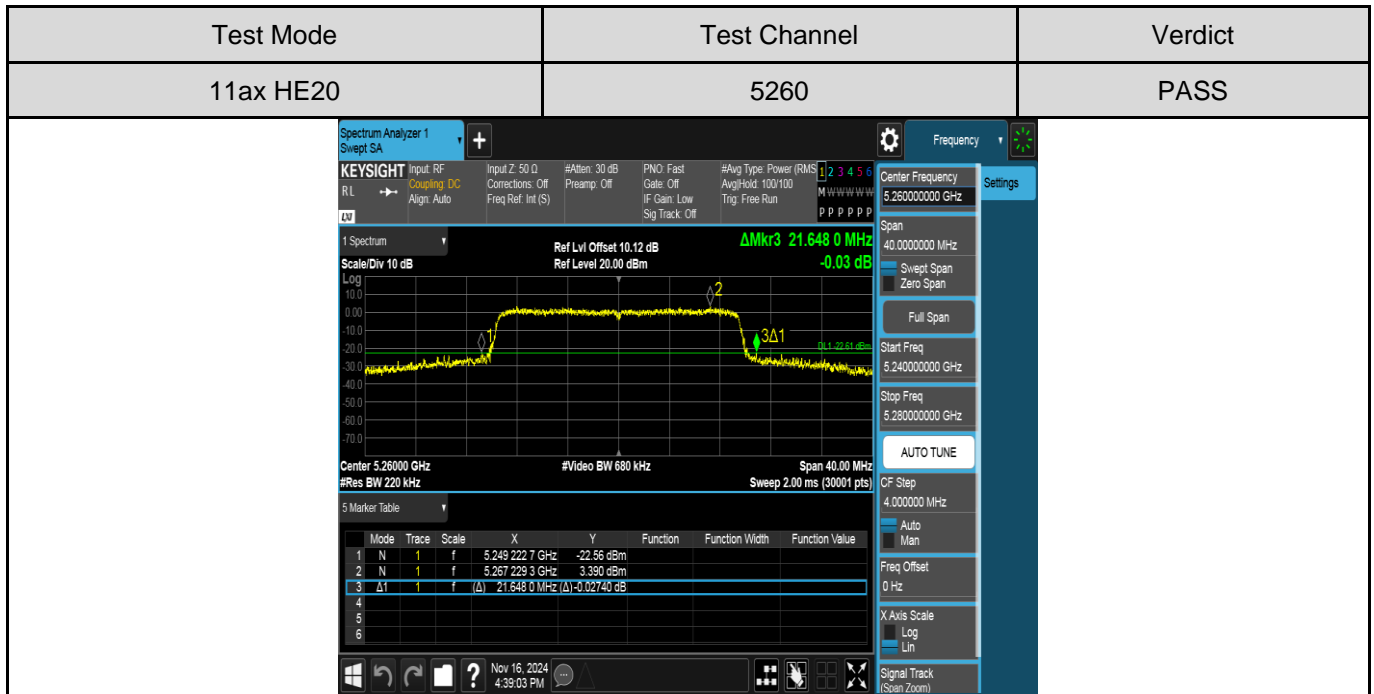 Test Mode Test Channel Verdict
11ax HE20 5260 PASS
Spectrum Analyzer 1
Swept SA
+
Frequency
KEYSIGHT Input: RF Input Z: 50 Ω #Atten: 30 dB PNO: Fast #Avg Type: Power (RMS 1 2 3 4 5 6
RL Coupling: DC Corrections: Off Preamp: Off Gate: Off Avg|Hold: 100/100 M W W W W W
Align: Auto Freq Ref: Int (S) IF Gain: Low Trig: Free Run
LXI Sig Track: Off P P P P P P
Center Frequency
5.260000000 GHz
Settings
Span
40.0000000 MHz
Swept Span
Zero Span
Full Span
Start Freq
5.240000000 GHz
Stop Freq
5.280000000 GHz
AUTO TUNE
CF Step
4.000000 MHz
Auto
Man
Freq Offset
0 Hz
X Axis Scale
Log
Lin
Signal Track
(Span Zoom)
1 Spectrum Ref Lvl Offset 10.12 dB ΔMkr3 21.648 0 MHz
Scale/Div 10 dB Ref Level 20.00 dBm -0.03 dB
Log
10.0
0.00
-10.0
-20.0
-30.0
-40.0
-50.0
-60.0
-70.0
1
2
3Δ1
DL1 -22.61 dBm
Center 5.26000 GHz #Video BW 680 kHz Span 40.00 MHz
#Res BW 220 kHz Sweep 2.00 ms (30001 pts)
5 Marker Table
Mode Trace Scale X Y Function Function Width Function Value
1 N 1 f 5.249 222 7 GHz -22.56 dBm
2 N 1 f 5.267 229 3 GHz 3.390 dBm
3 Δ1 1 f (Δ) 21.648 0 MHz (Δ) -0.02740 dB
4
5
6
? Nov 16, 2024
4:39:03 PM